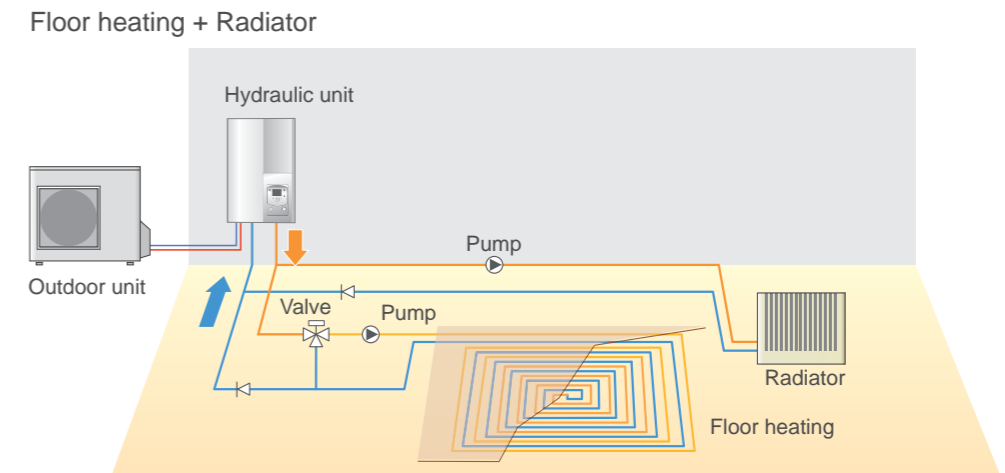 Floor heating + Radiator
Hydraulic unit
Pump
Outdoor unit
Valve
Pump
Radiator
Floor heating